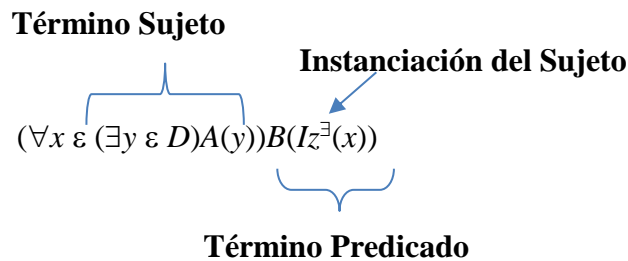 Término Sujeto
Instanciación del Sujeto
(∀x ε (∃y ε D)A(y))B(Iz^∃(x))
Término Predicado